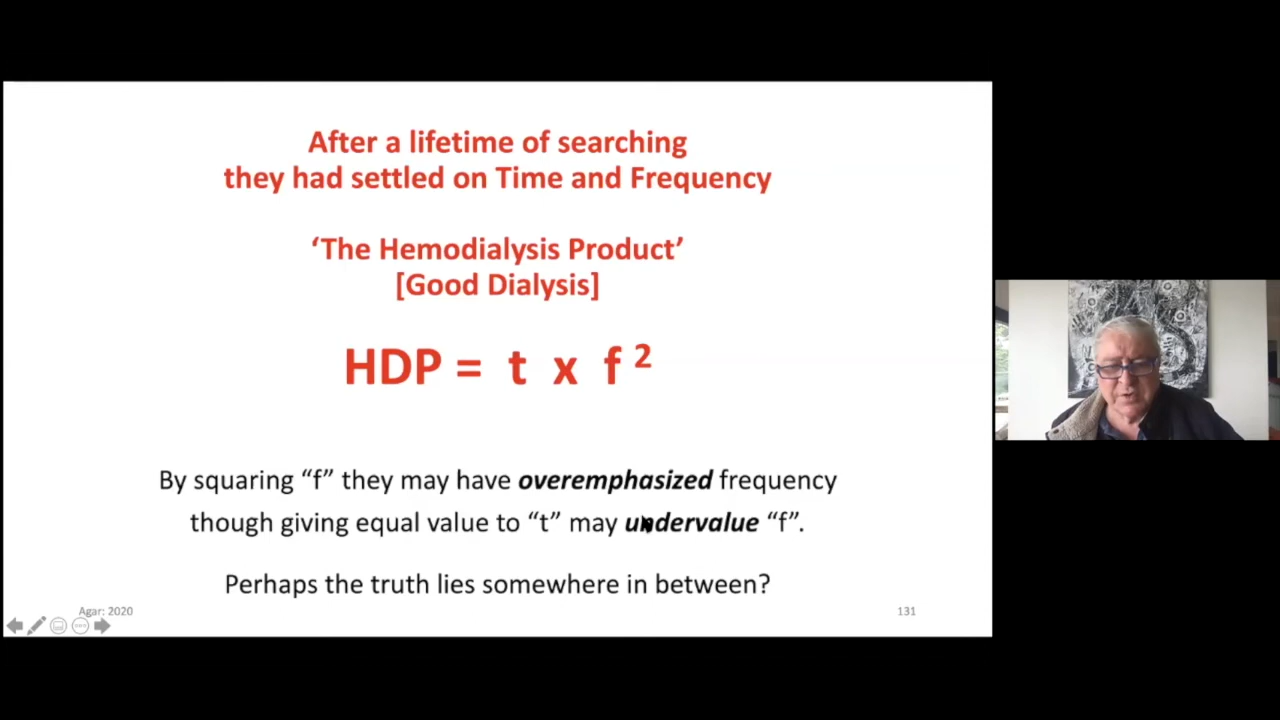 After a lifetime of searching
they had settled on Time and Frequency
‘The Hemodialysis Product’
[Good Dialysis]
HDP = t x f 2
By squaring “f” they may have overemphasized frequency
though giving equal value to “t” may undervalue “f”.
Perhaps the truth lies somewhere in between?
Agar: 2020
131